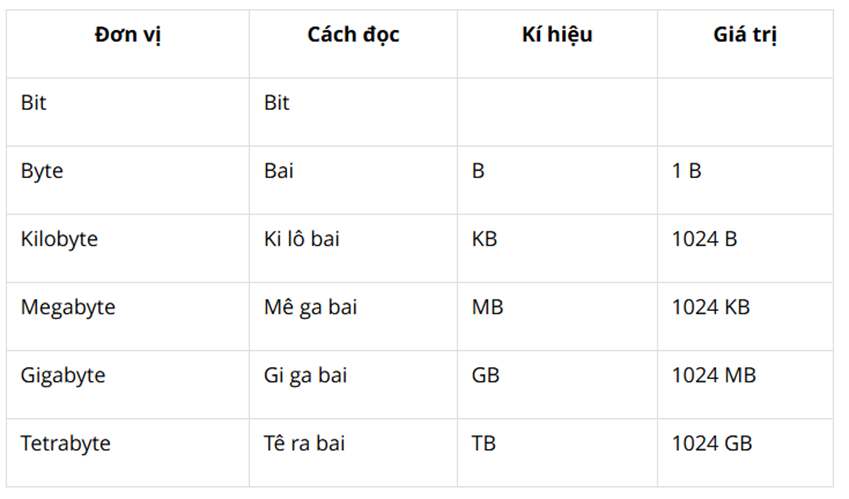 Đơn vị Cách đọc Kí hiệu Giá trị
Bit Bit
Byte Bai B 1 B
Kilobyte Ki lô bai KB 1024 B
Megabyte Mê ga bai MB 1024 KB
Gigabyte Gi ga bai GB 1024 MB
Tetrabyte Tê ra bai TB 1024 GB